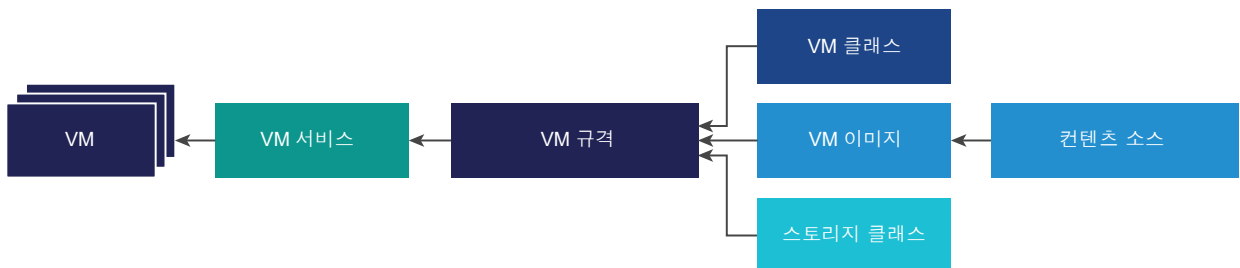 VM 클래스
VM
VM 서비스
VM 규격
VM 이미지
컨텐츠 소스
스토리지 클래스